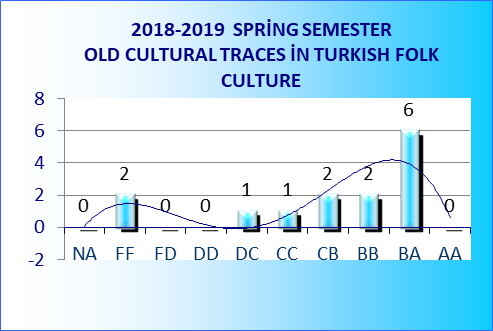 2018-2019 SPRİNG SEMESTER
OLD CULTURAL TRACES İN TURKISH FOLK
CULTURE
8
6
4
2
0
-2
0 2 0 0 1 1 2 2 6 0
NA FF FD DD DC CC CB BB BA AA